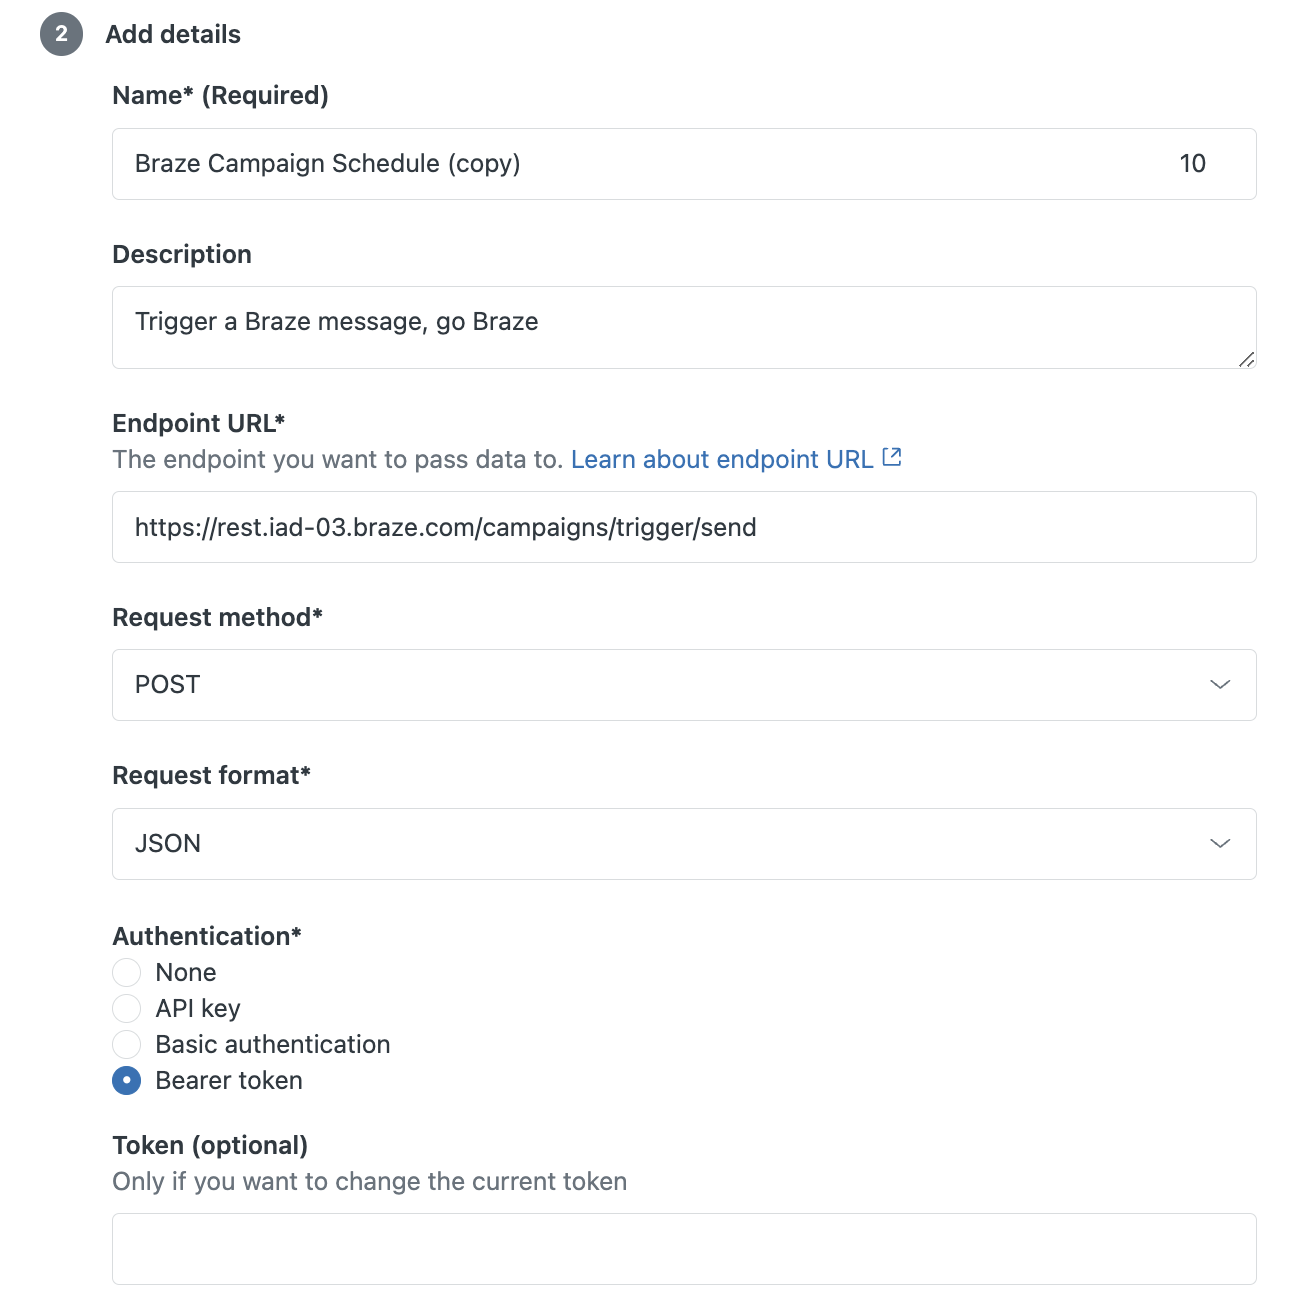 2 Add details
Name* (Required)
Braze Campaign Schedule (copy) 10
Description
Trigger a Braze message, go Braze
Endpoint URL*
The endpoint you want to pass data to. Learn about endpoint URL
https://rest.iad-03.braze.com/campaigns/trigger/send
Request method*
POST
Request format*
JSON
Authentication*
None
API key
Basic authentication
Bearer token
Token (optional)
Only if you want to change the current token